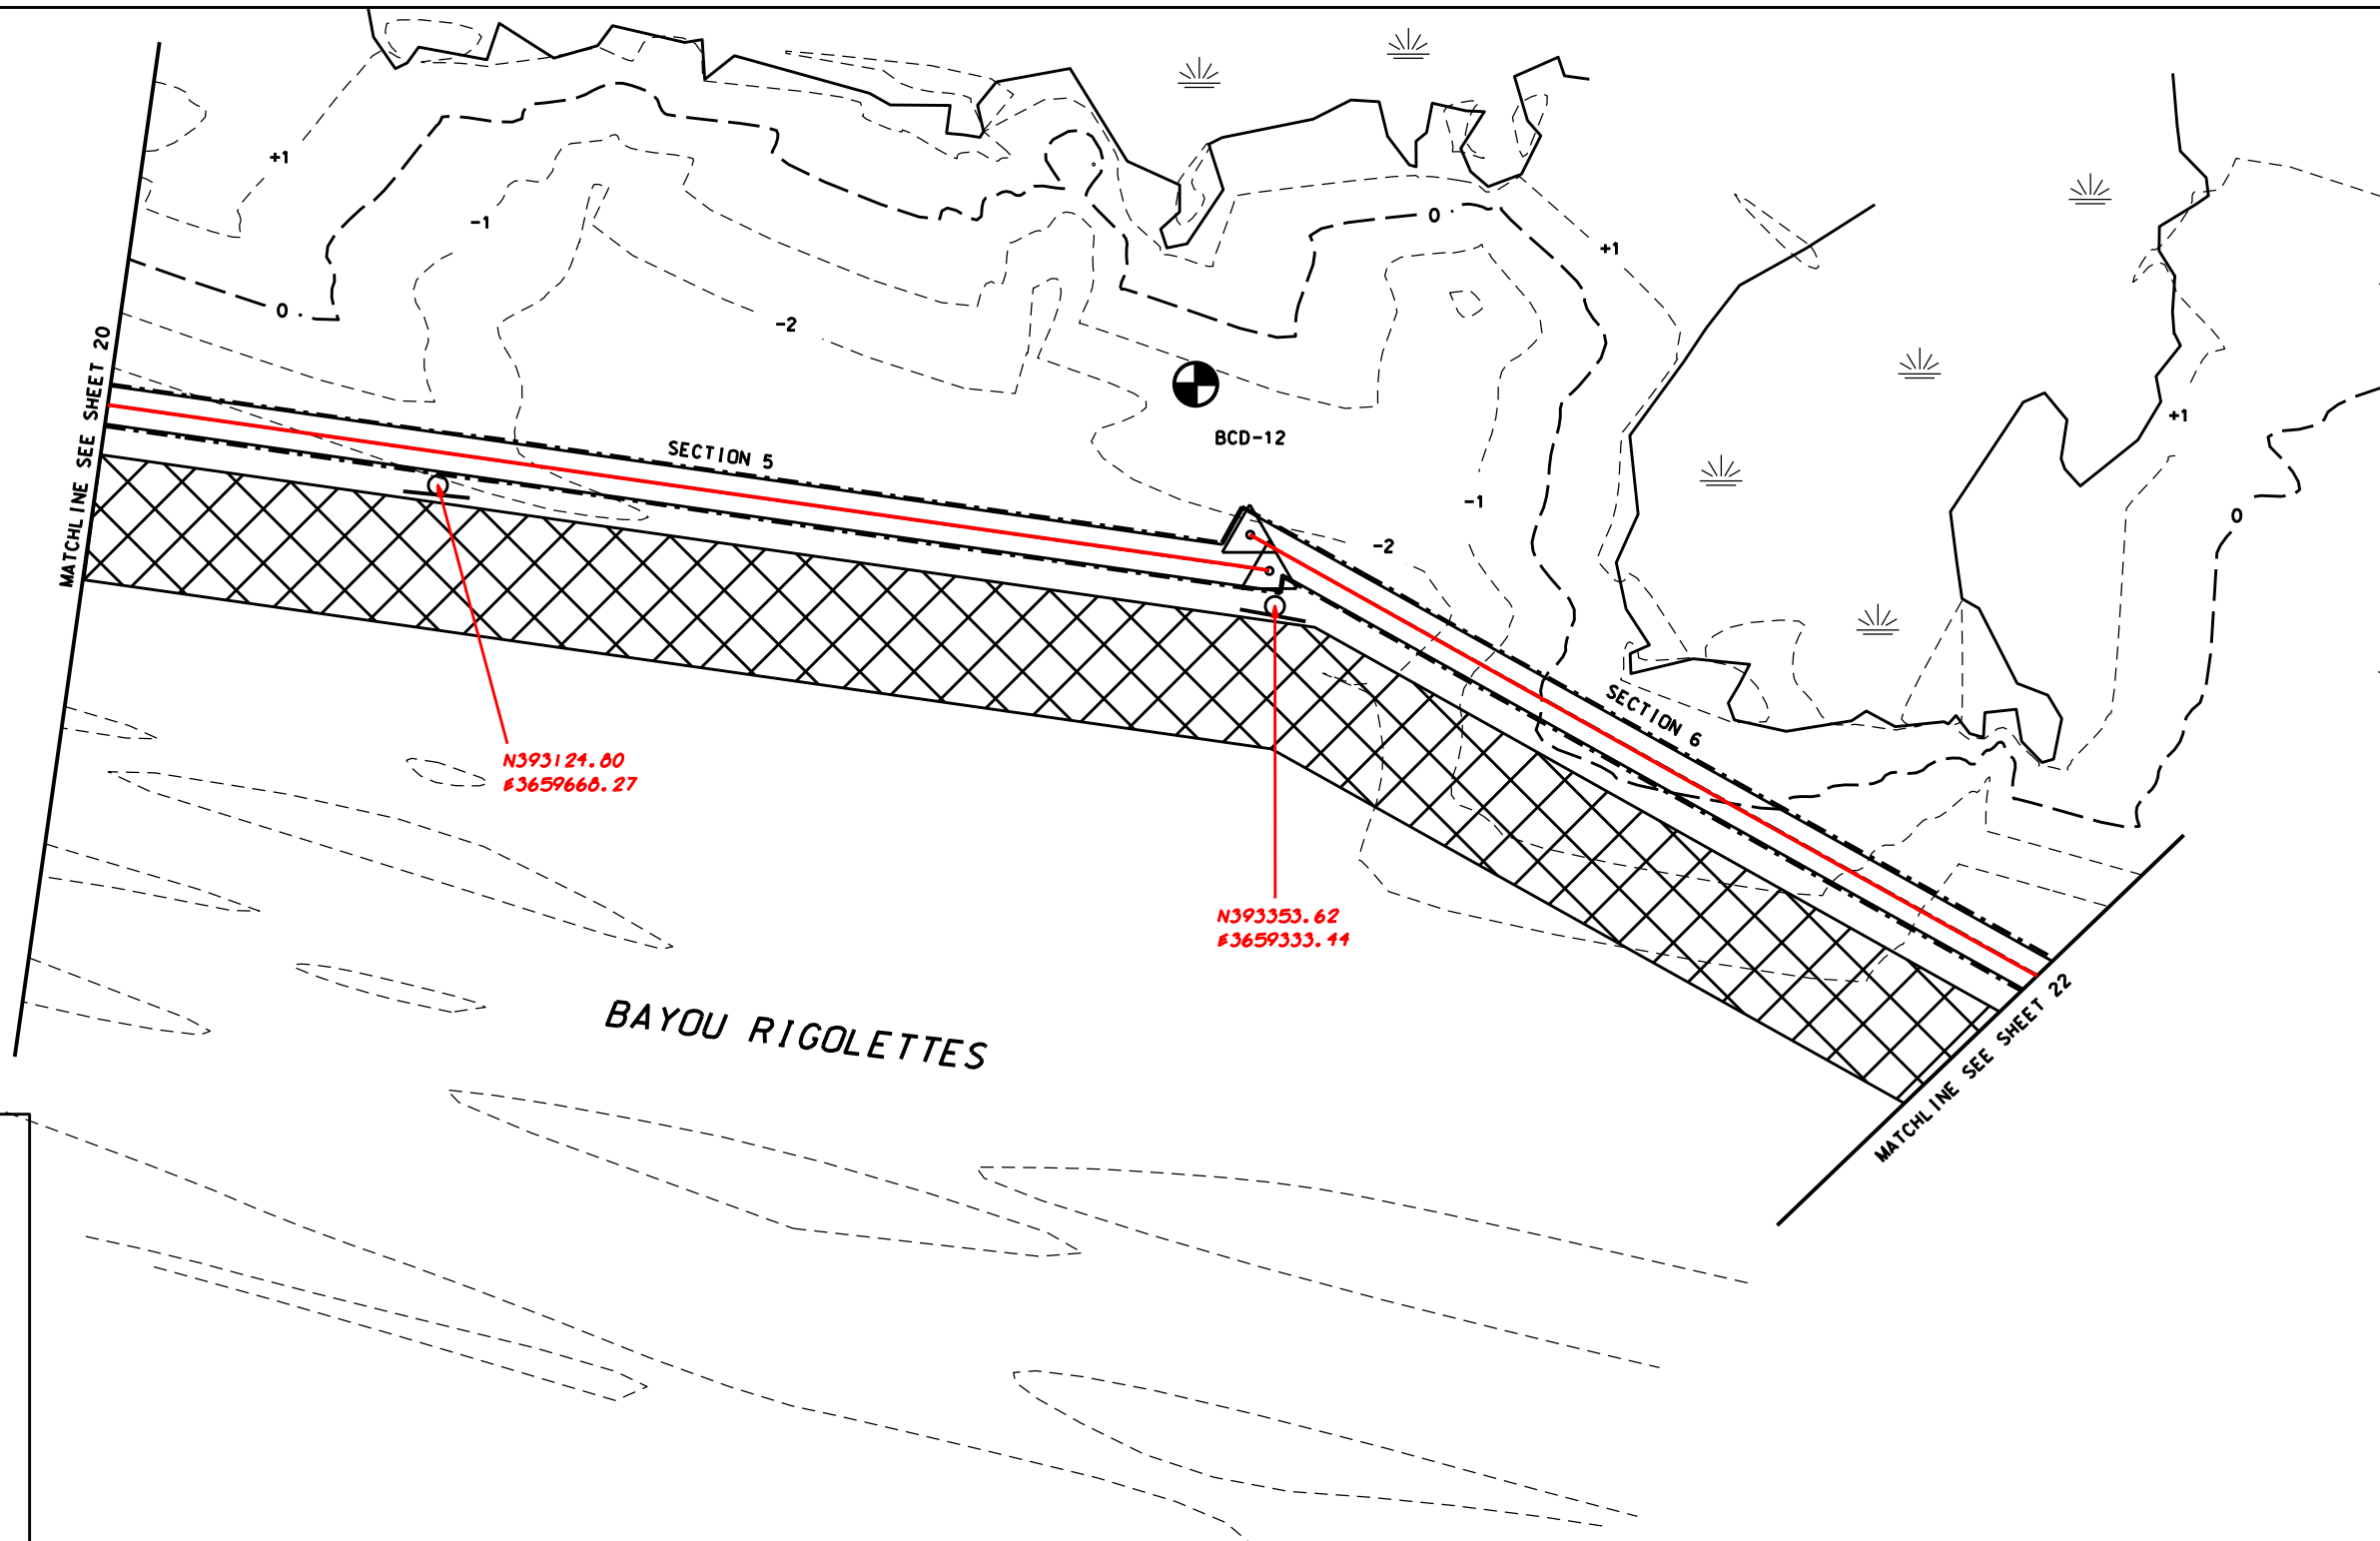 +1
-1
0
-2
0
+1
+1
MATCHLINE SEE SHEET 20
SECTION 5
BCD-12
-1
-2
0
SECTION 6
N393124.80
E3659668.27
N393353.62
E3659333.44
BAYOU RIGOLETTES
MATCHLINE SEE SHEET 22